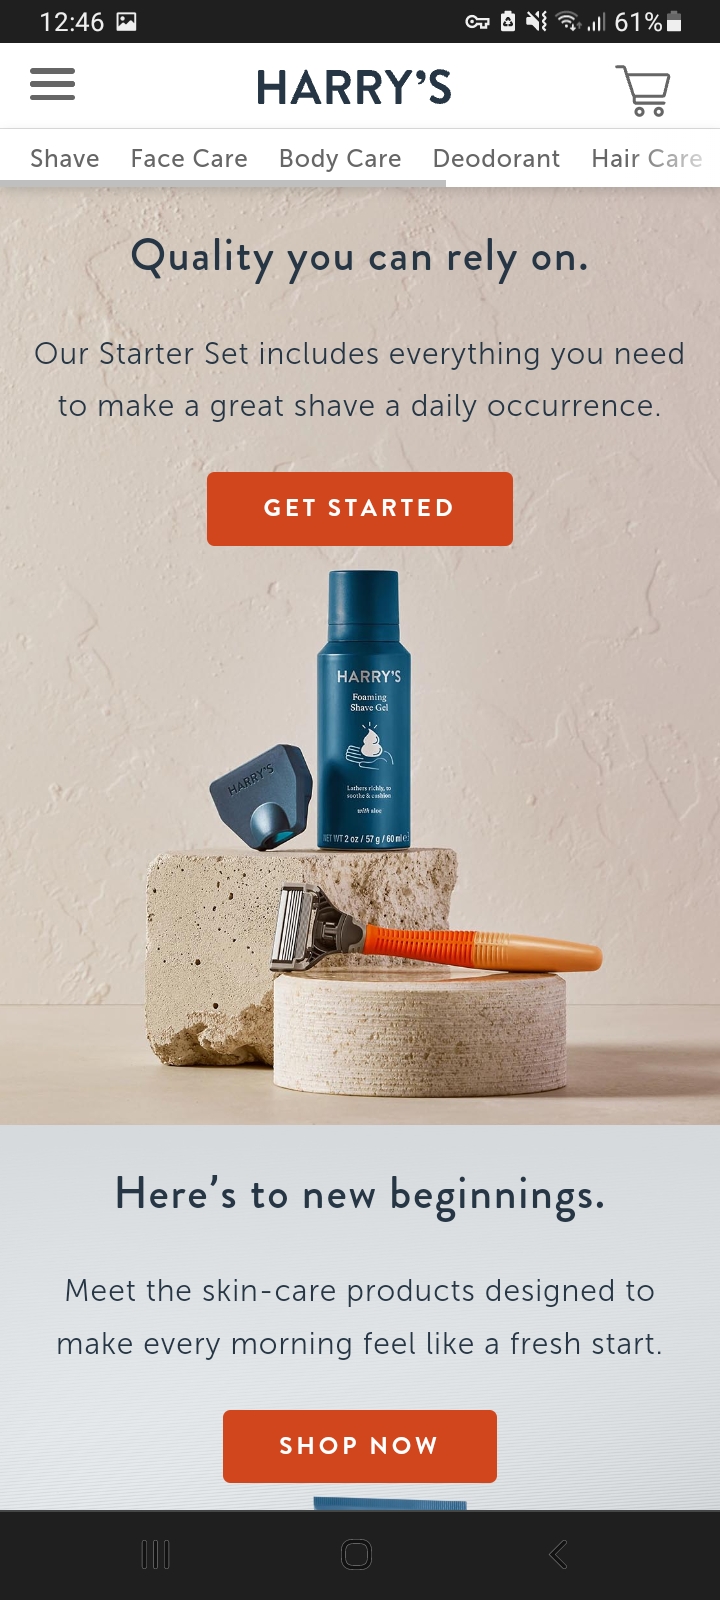 12:46 61%
HARRY'S
Shave Face Care Body Care Deodorant Hair Care
Quality you can rely on.
Our Starter Set includes everything you need
to make a great shave a daily occurrence.
GET STARTED
HARRY'S
Foaming
Shave Gel
HARRY'S
Lathers richly, to
soothe & cushion
with aloe
NET WT 2 oz / 57 g / 60 ml e
Here's to new beginnings.
Meet the skin-care products designed to
make every morning feel like a fresh start.
SHOP NOW